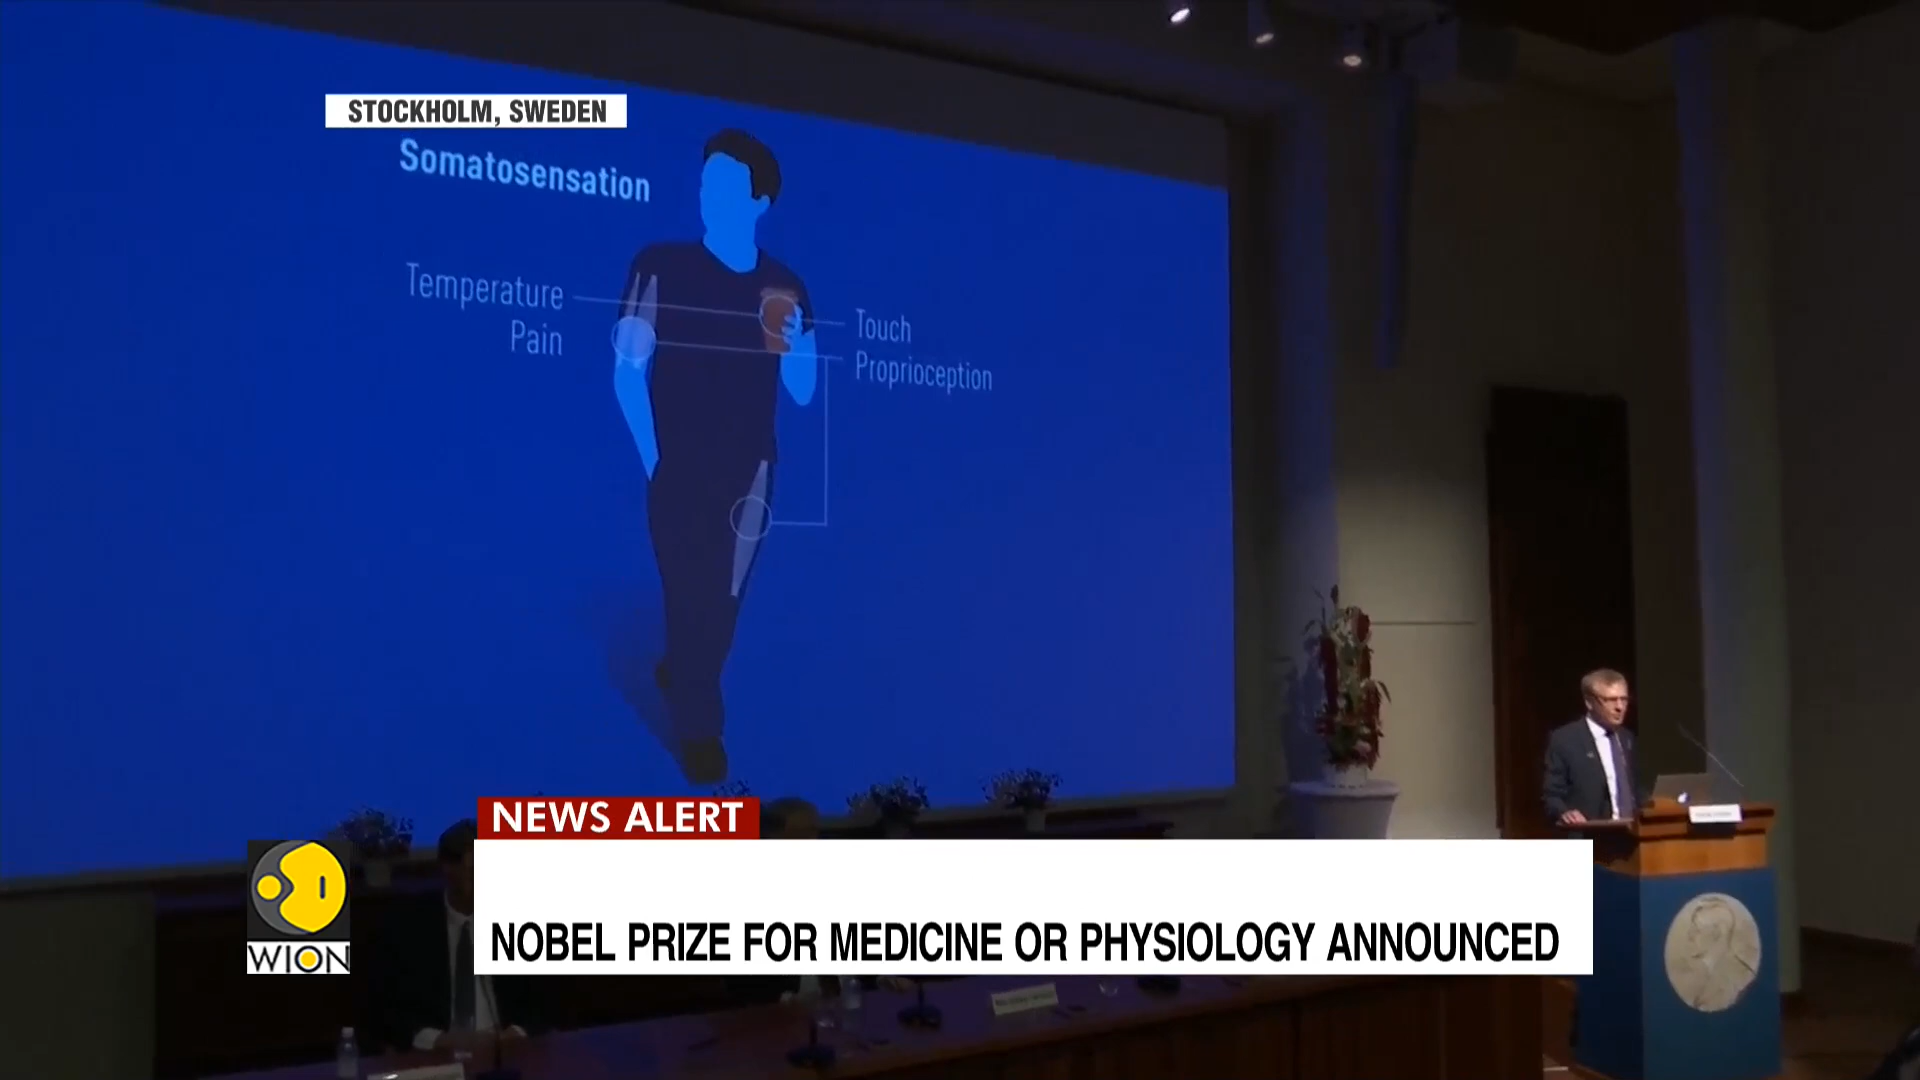 STOCKHOLM, SWEDEN
Somatosensation
Temperature
Pain
Touch
Proprioception
NEWS ALERT
NOBEL PRIZE FOR MEDICINE OR PHYSIOLOGY ANNOUNCED
WION